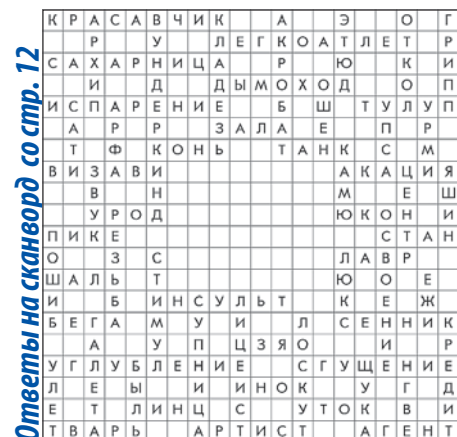 Ответы на сканворд со стр. 12
К Р А С А В Ч И К А Э О Г
Р У Л Е Г К О А Т Л Е Т Р
С А Х А Р Н И Ц А Р Ю К И
И Д Д Ы М О Х О Д О П
И С П А Р Е Н И Е Б Ш Т У Л У П
А Р Р З А Л А Е П Р
Т Ф К О Н Ь Т А Н К С М
В И З А В И А К А Ц И Я
В Н М Е Ш
У Р О Д Ю К О Н И
П И К Е С Т А Н
О З С Л А В Р
Ш А Л Ь Т Ю О Е
И Б И Н С У Л Ь Т К Е Ж
Б Е Г А М У И Л С Е Н Н И К
А У П Ц З Я О И Р
У Г Л У Б Л Е Н И Е С Г У Щ Е Н И Е
Л Е Ы И И Н О К У Г Д
Е Т Л И Н Ц С У Т О К В И
Т В А Р Ь А Р Т И С Т А Г Е Н Т